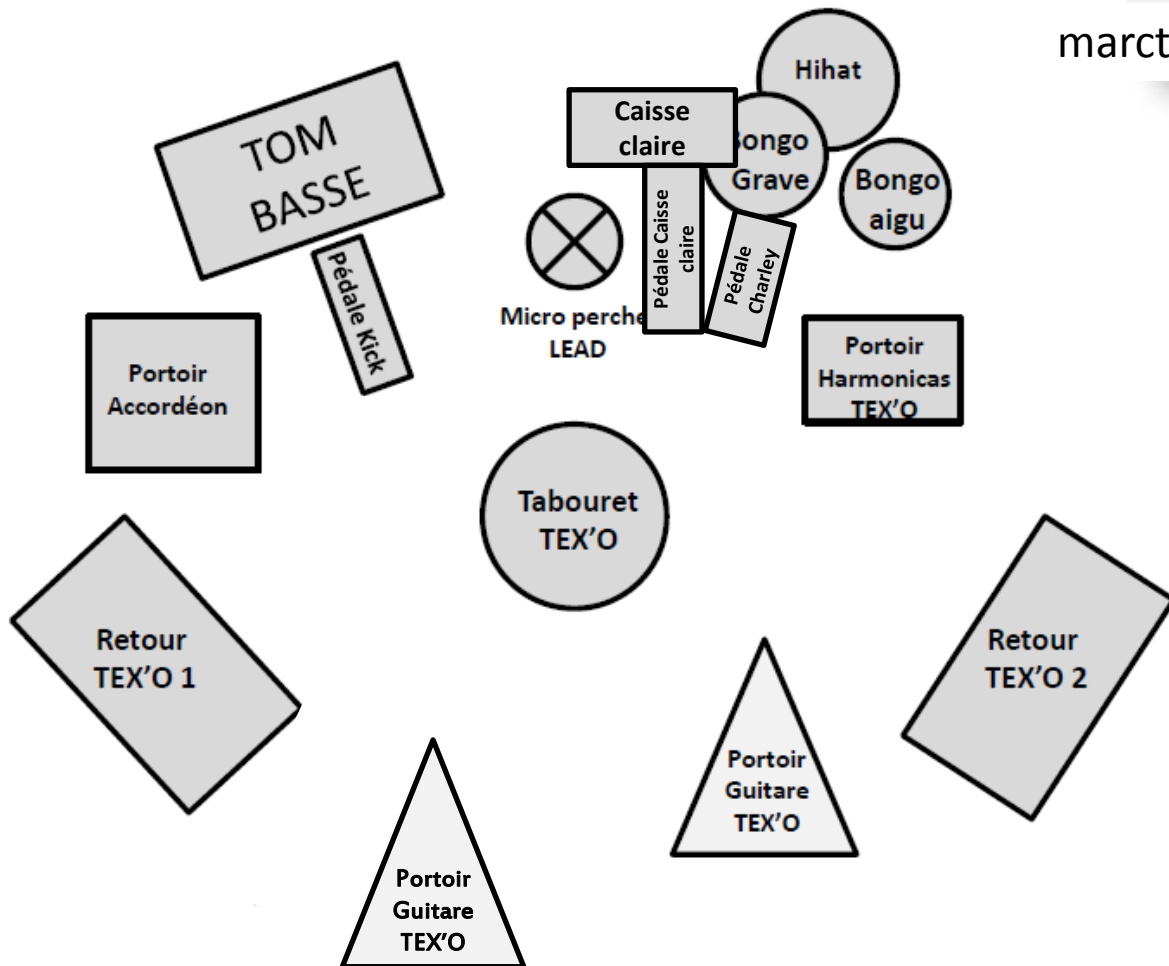 marct
Hihat
Caisse
claire
TOM
BASSE
Bongo
Grave
Bongo
aigu
Pédale Caisse
claire
Pédale
Charley
Pédale Kick
Micro perche
LEAD
Portoir
Accordéon
Portoir
Harmonicas
TEX'O
Tabouret
TEX'O
Retour
TEX'O 1
Retour
TEX'O 2
Portoir
Guitare
TEX'O
Portoir
Guitare
TEX'O